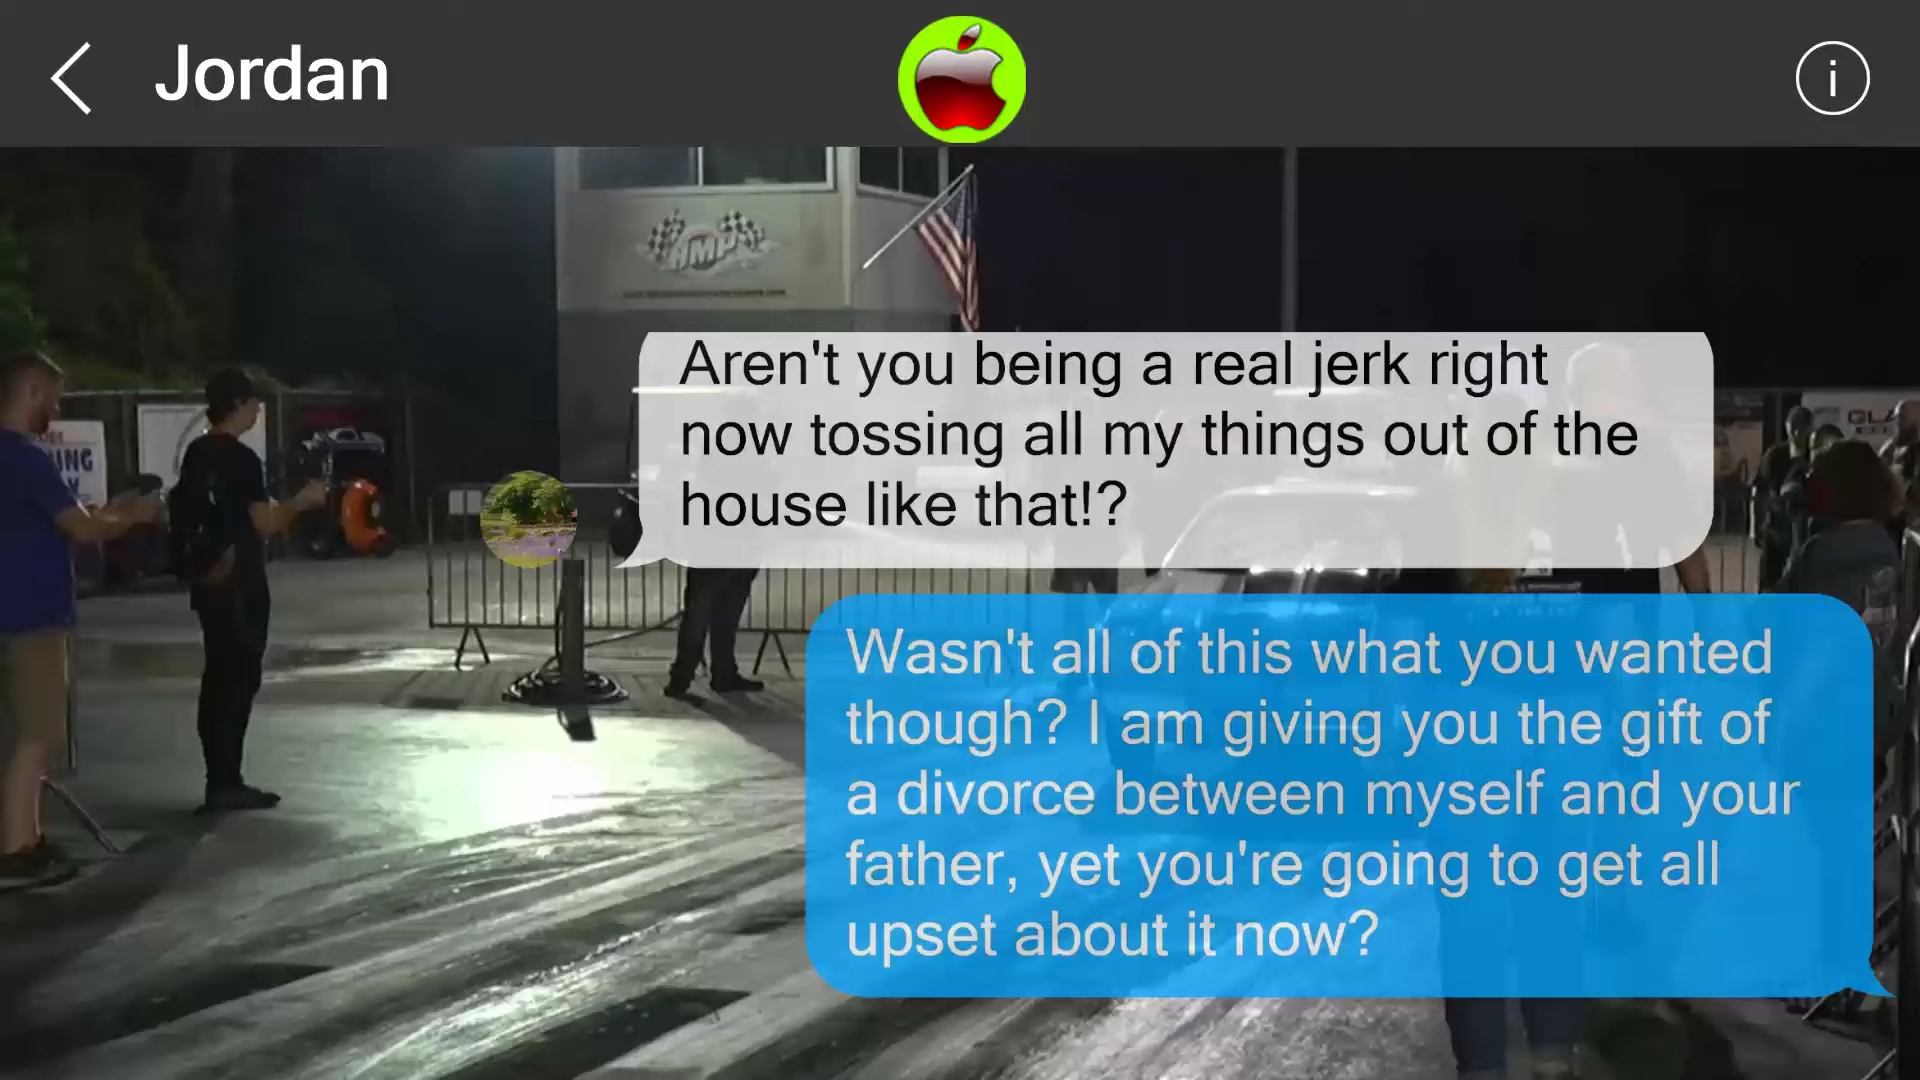 Jordan
i
HMP
Aren't you being a real jerk right
now tossing all my things out of the
house like that!?
Wasn't all of this what you wanted
though? I am giving you the gift of
a divorce between myself and your
father, yet you're going to get all
upset about it now?